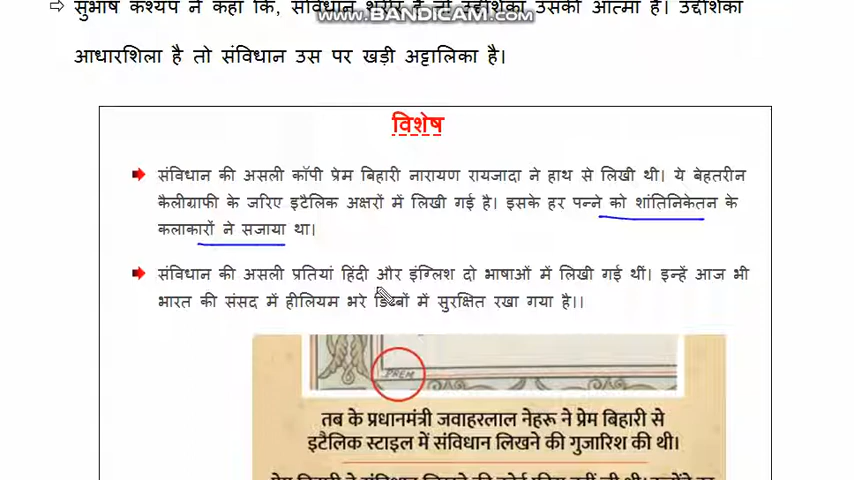 www.BANDICAM.com
सुभाष कश्यप ने कहा कि, संविधान शरीर है तो उद्देशिका उसकी आत्मा है। उद्देशिका
आधारशिला है तो संविधान उस पर खड़ी अट्टालिका है।
विशेष
संविधान की असली कॉपी प्रेम बिहारी नारायण रायजादा ने हाथ से लिखी थी। ये बेहतरीन
कैलीग्राफी के जरिए इटैलिक अक्षरों में लिखी गई है। इसके हर पन्ने को शांतिनिकेतन के
कलाकारों ने सजाया था।
संविधान की असली प्रतियां हिंदी और इंग्लिश दो भाषाओं में लिखी गई थीं। इन्हें आज भी
भारत की संसद में हीलियम भरे डिब्बों में सुरक्षित रखा गया है।।
PREM
तब के प्रधानमंत्री जवाहरलाल नेहरू ने प्रेम बिहारी से
इटैलिक स्टाइल में संविधान लिखने की गुजारिश की थी।